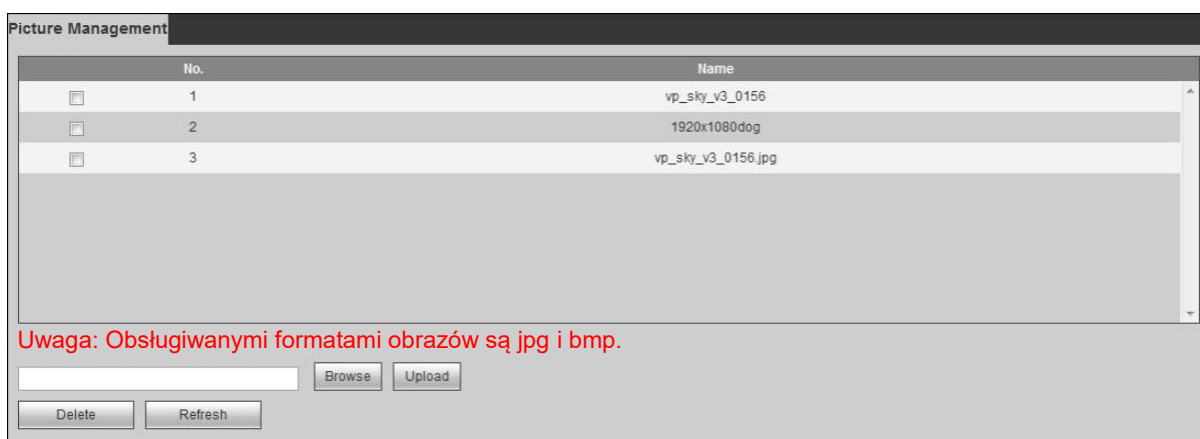 Picture Management
No. Name
1 vp_sky_v3_0156
2 1920x1080dog
3 vp_sky_v3_0156.jpg
Uwaga: Obsługiwanymi formatami obrazów są jpg i bmp.
Browse Upload
Delete Refresh